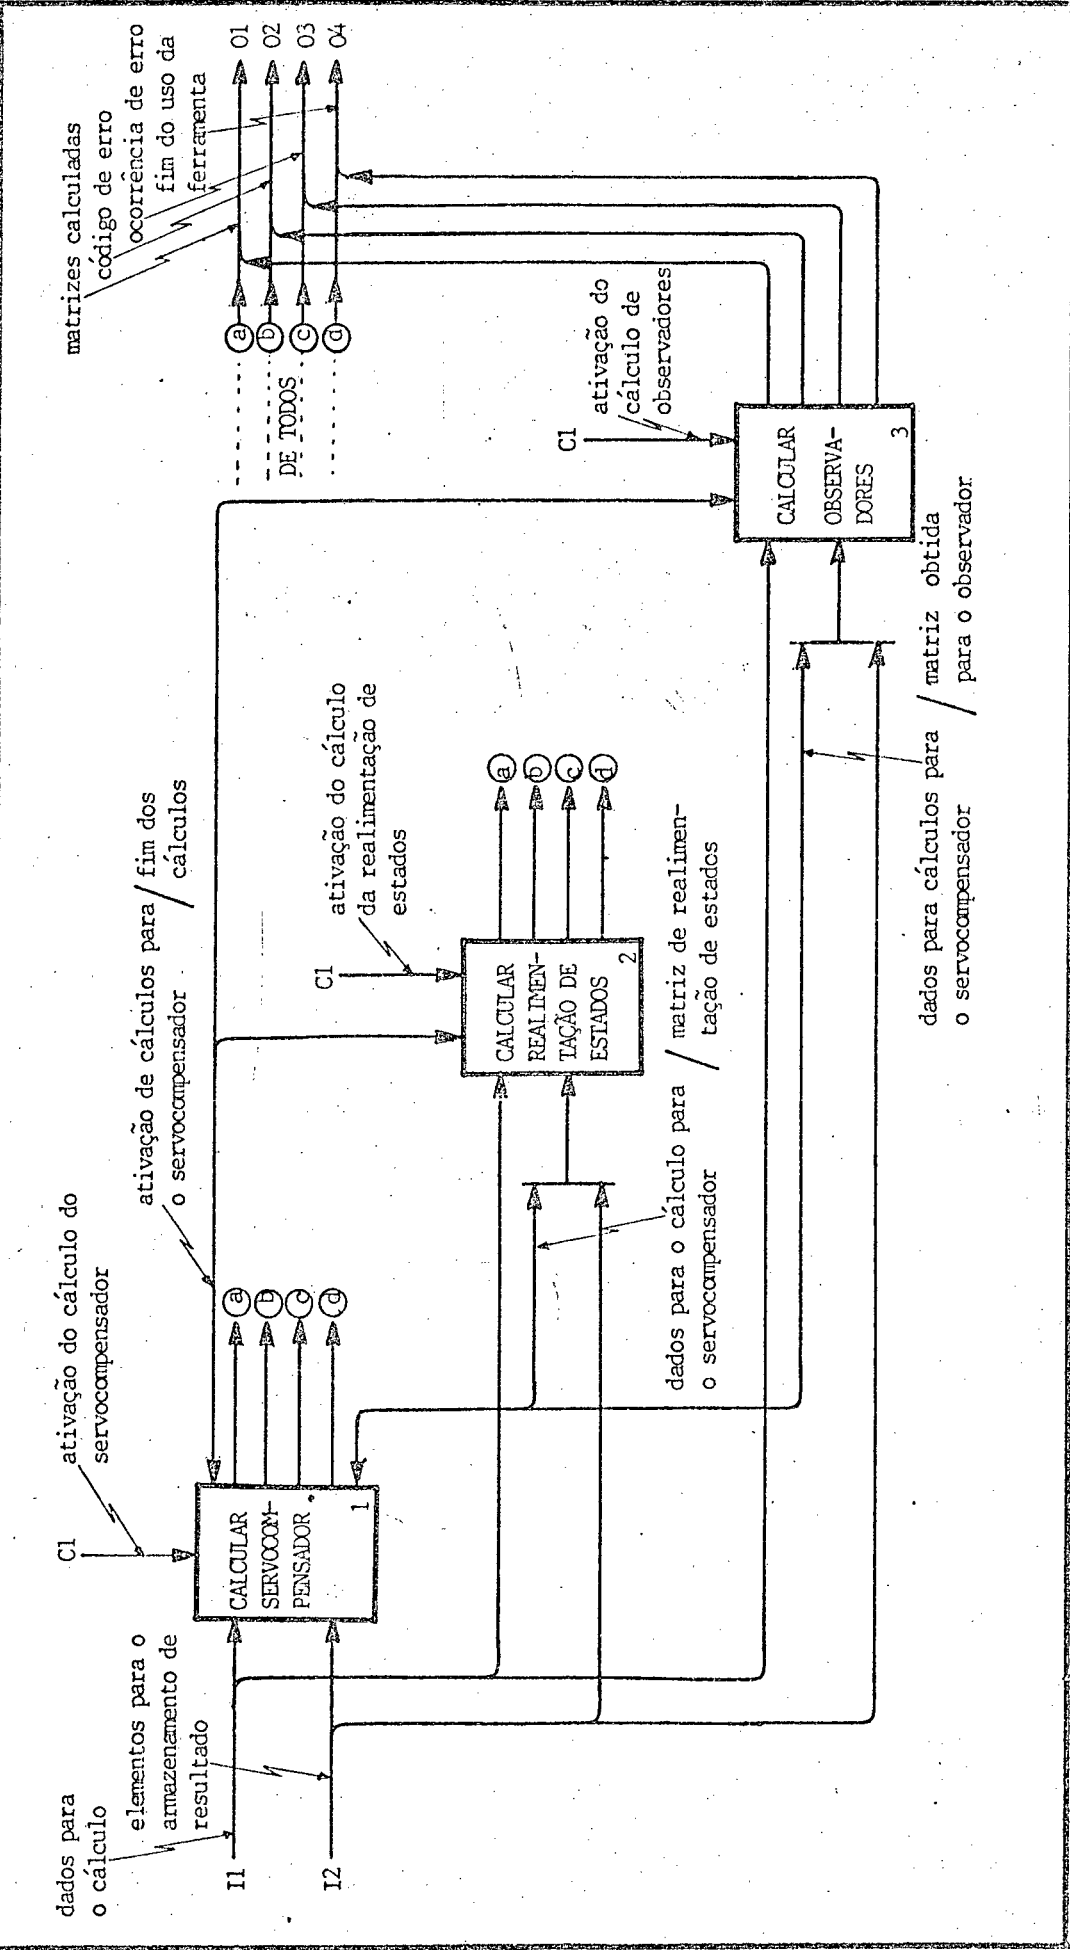 dados para
o cálculo
elementos para o
armazenamento de
resultado
I1
I2
C1
ativação do cálculo do
servocompensador
CALCULAR
SERVOCOM-
PENSADOR
1
a
b
c
d
ativação de cálculos para / fim dos
o servocompensador / cálculos
C1
ativação do cálculo
da realimentação de
estados
CALCULAR
REALIMEN-
TAÇÃO DE
ESTADOS
2
a
b
c
d
dados para o cálculo para / matriz de realimen-
o servocompensador / tação de estados
C1
ativação do
cálculo de
observadores
CALCULAR
OBSERVA-
DORES
3
dados para cálculos para / matriz obtida
o servocompensador / para o observador
DE TODOS
a
b
c
d
matrizes calculadas
código de erro
ocorrência de erro
fim do uso da
ferramenta
O1
O2
O3
O4